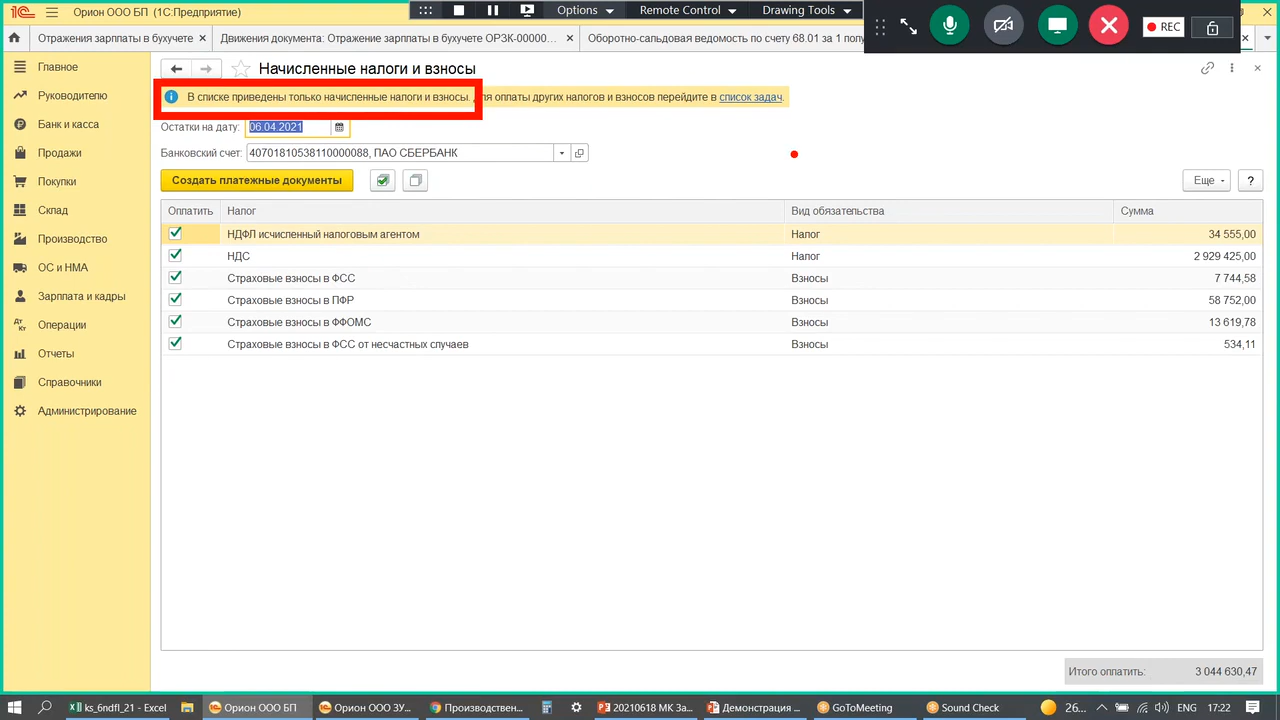 Орион ООО БП (1С:Предприятие)
Options
Remote Control
Drawing Tools
REC
Отражения зарплаты в бухучете ×
Движения документа: Отражение зарплаты в бухучете ОРЗК-00(00... ×
Оборотно-сальдовая ведомость по счету 68.01 за 1 полу
Главное
Руководителю
Банк и касса
Продажи
Покупки
Склад
Производство
ОС и НМА
Зарплата и кадры
Операции
Отчеты
Справочники
Администрирование
Начисленные налоги и взносы
В списке приведены только начисленные налоги и взносы. для оплаты других налогов и взносов перейдите в список задач.
Остатки на дату: 06.04.2021
Банковский счет: 40701810538110000088, ПАО СБЕРБАНК
Создать платежные документы
Еще
?
Оплатить Налог Вид обязательства Сумма
НДФЛ исчисленный налоговым агентом Налог 34 555,00
НДС Налог 2 929 425,00
Страховые взносы в ФСС Взносы 7 744,58
Страховые взносы в ПФР Взносы 58 752,00
Страховые взносы в ФФОМС Взносы 13 619,78
Страховые взносы в ФСС от несчастных случаев Взносы 534,11
Итого оплатить: 3 044 630,47
ks_6ndfl_21 - Excel
Орион ООО БП
Орион ООО ЗУ...
Производствен...
20210618 МК За...
Демонстрация ...
GoToMeeting
Sound Check
26...
ENG
17:22